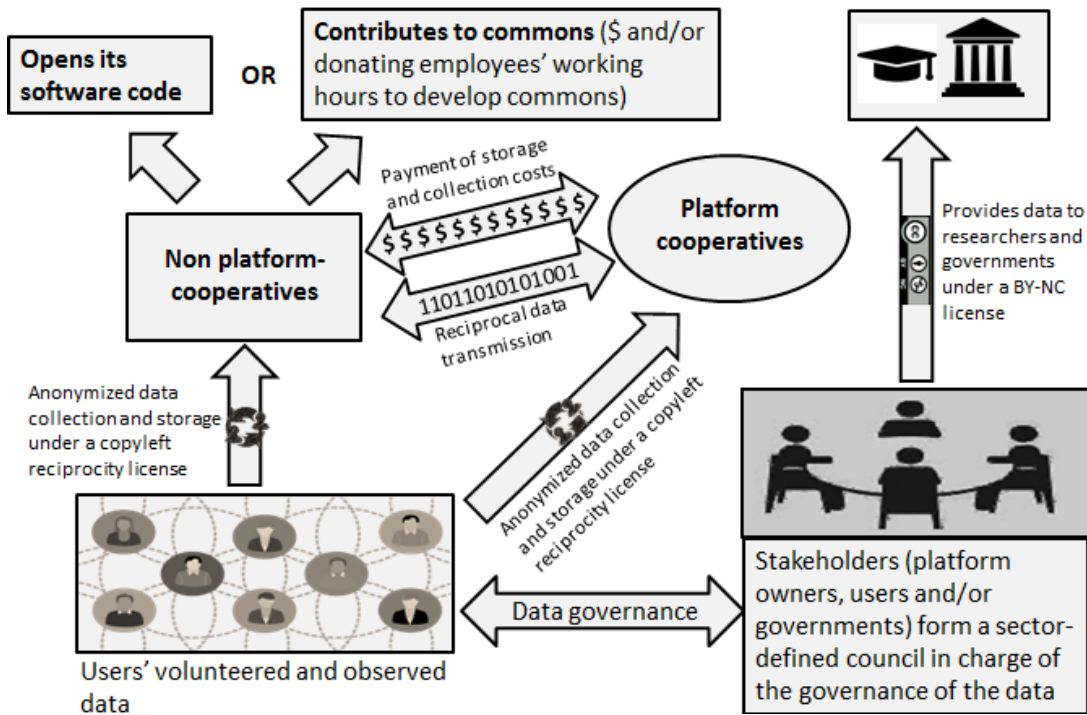 Opens its
software code
OR
Contributes to commons ($ and/or
donating employees' working
hours to develop commons)
Payment of storage
and collection costs
$ $ $ $ $ $ $ $ $ $ $ $ $
11011010101001
Reciprocal data
transmission
Non platform-
cooperatives
Platform
cooperatives
Provides data to
researchers and
governments
under a BY-NC
license
Anonymized data
collection and storage
under a copyleft
reciprocity license
Anonymized data collection
and storage under a copyleft
reciprocity license
Data governance
Users' volunteered and observed
data
Stakeholders (platform
owners, users and/or
governments) form a sector-
defined council in charge of
the governance of the data